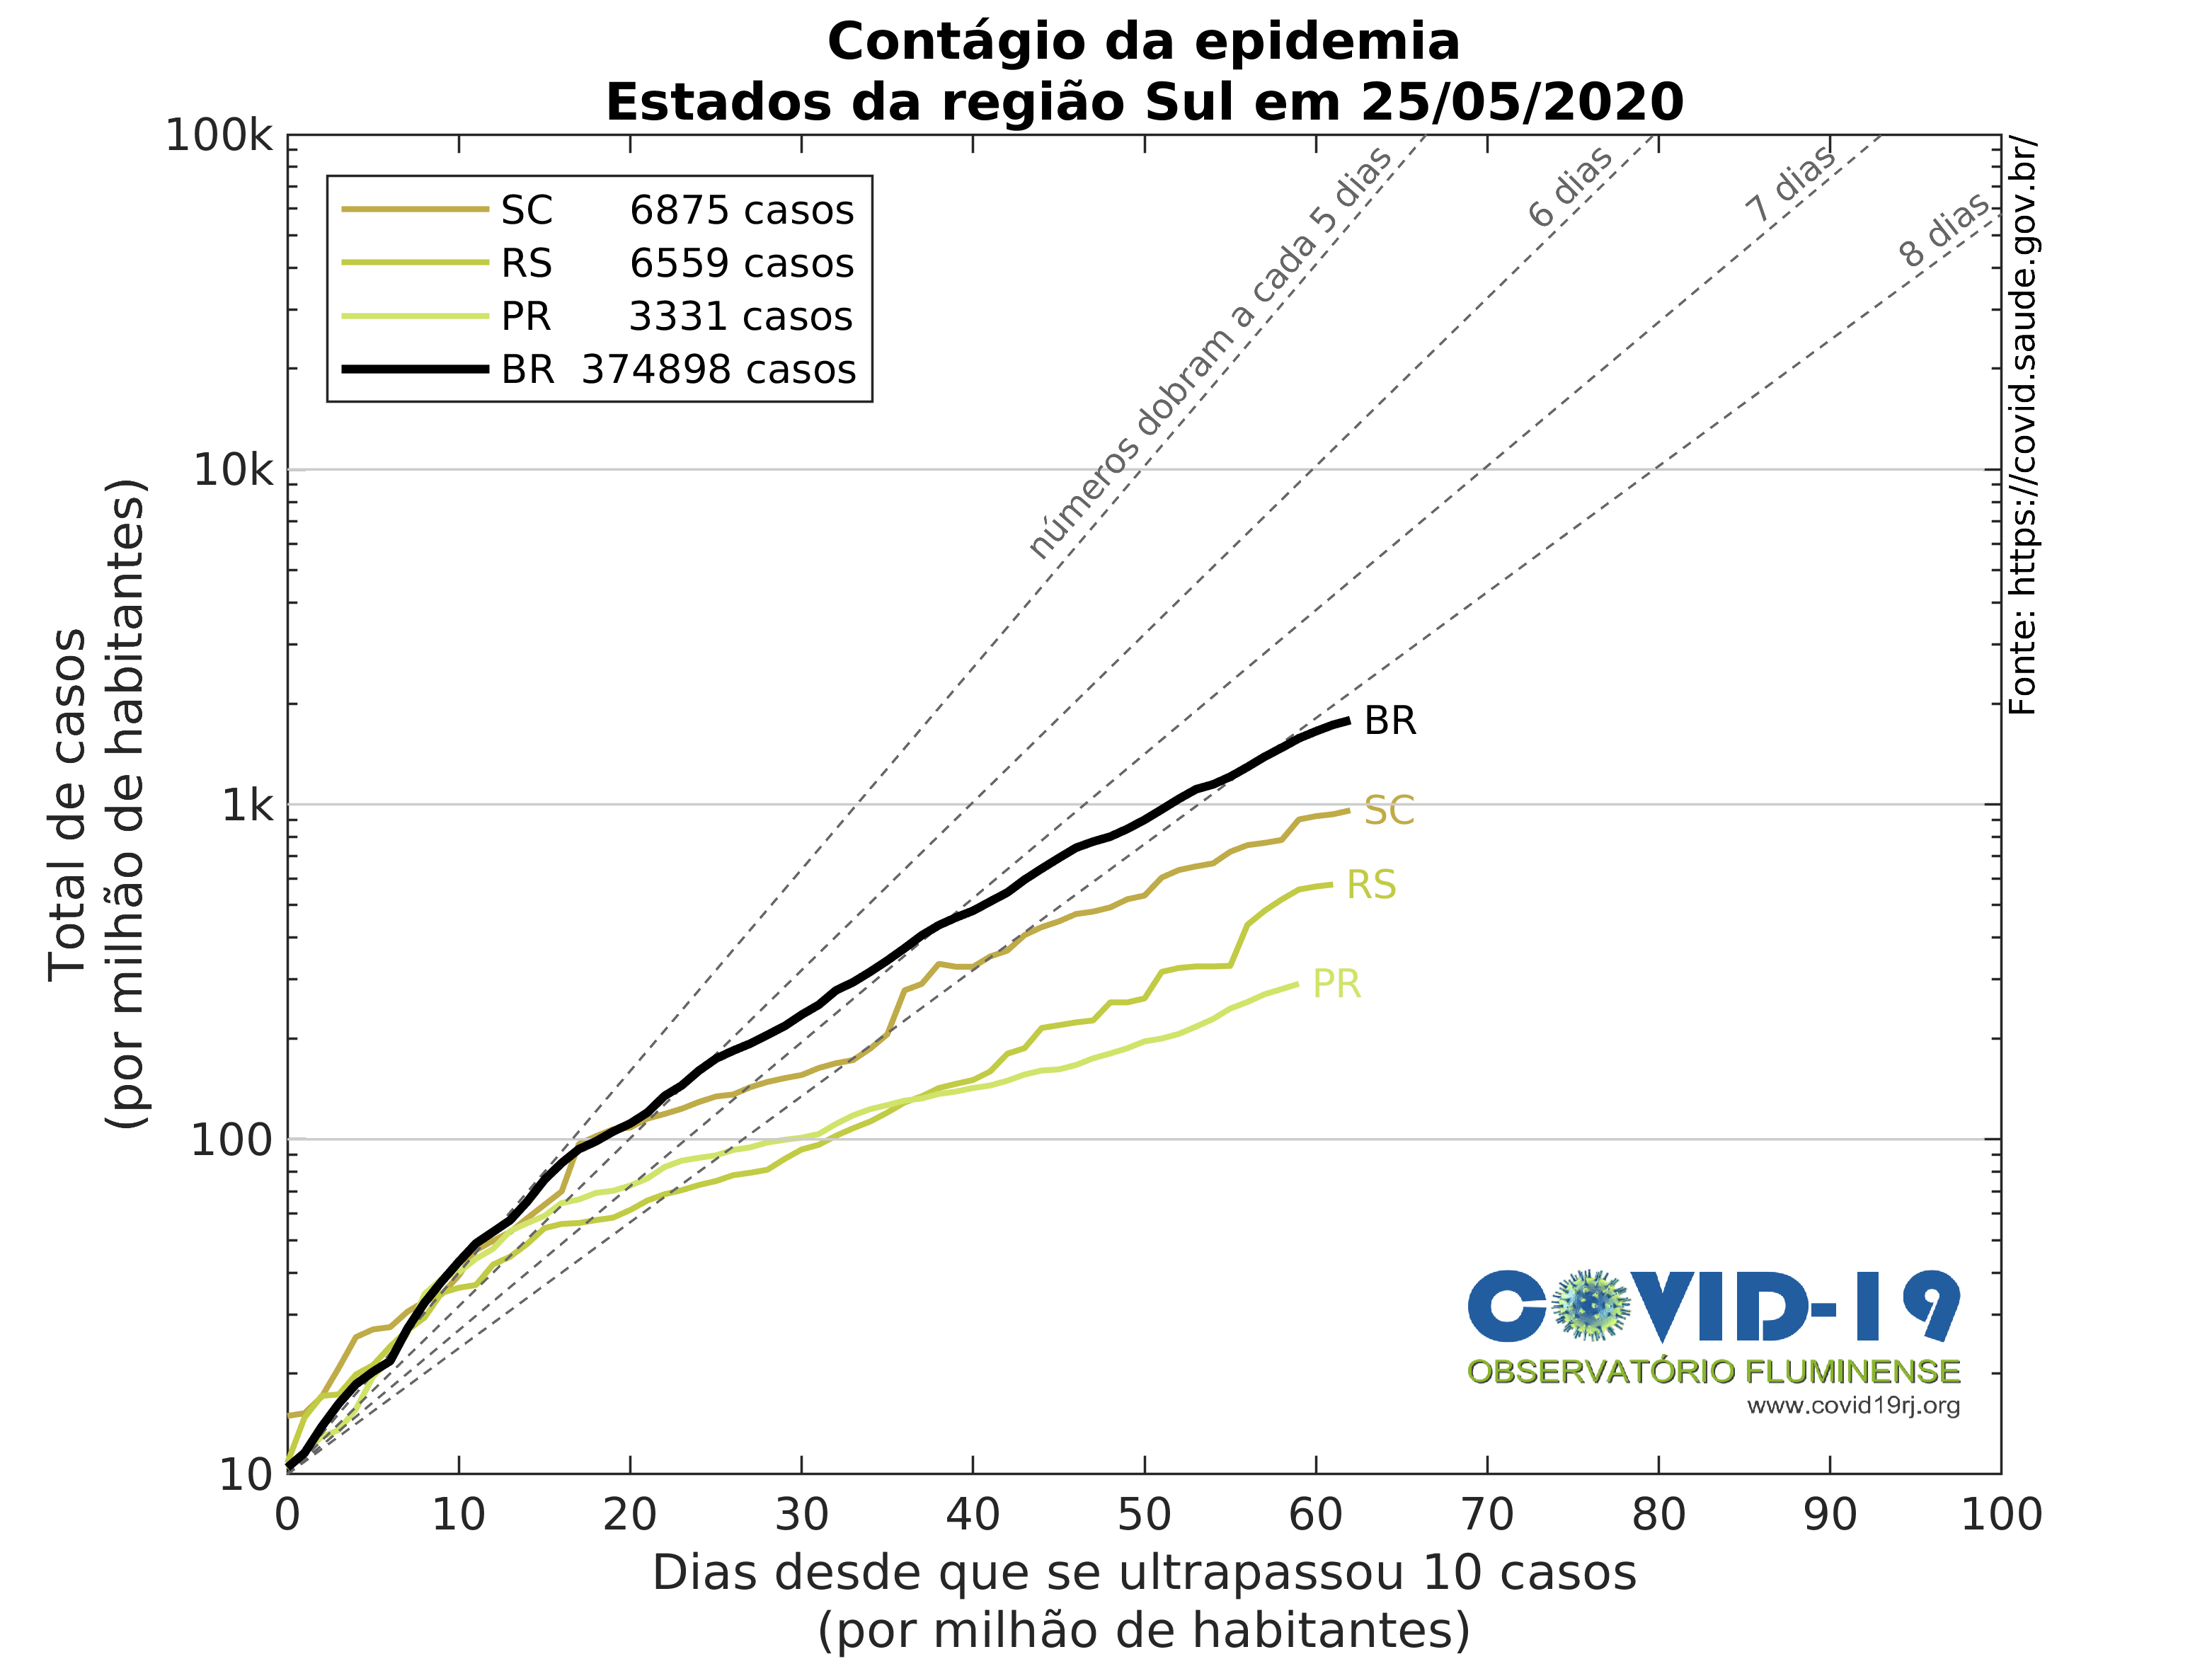 Contágio da epidemia
Estados da região Sul em 25/05/2020
100k
10k
1k
100
10
Total de casos
(por milhão de habitantes)
SC 6875 casos
RS 6559 casos
PR 3331 casos
BR 374898 casos
números dobram a cada 5 dias
6 dias
7 dias
8 dias
Fonte: https://covid.saude.gov.br/
BR
SC
RS
PR
COVID-19
OBSERVATÓRIO FLUMINENSE
www.covid19rj.org
0 10 20 30 40 50 60 70 80 90 100
Dias desde que se ultrapassou 10 casos
(por milhão de habitantes)